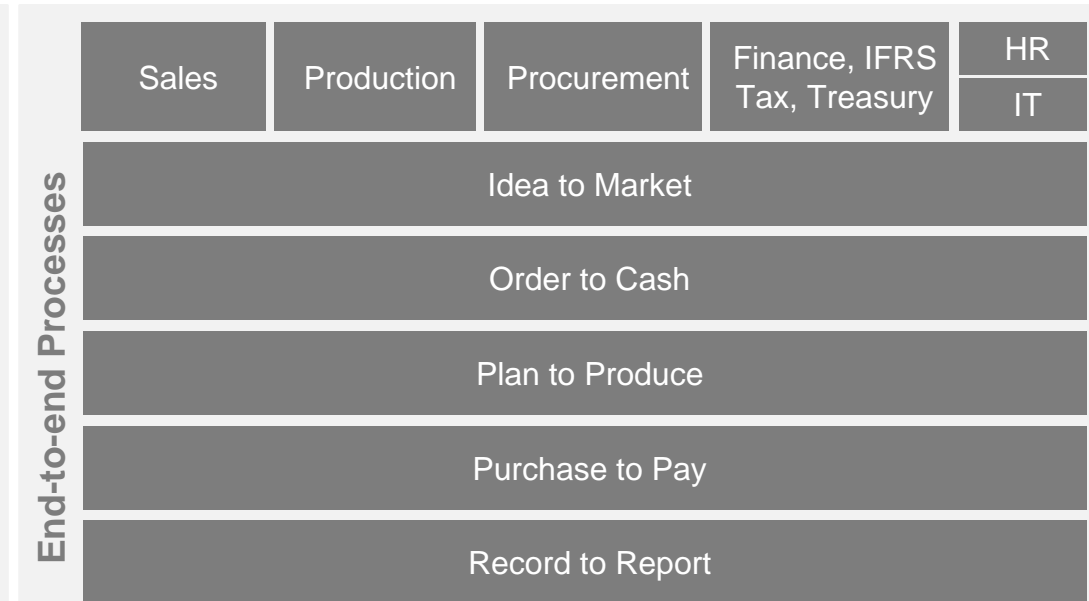 Sales
Production
Procurement
Finance, IFRS
Tax, Treasury
HR
IT
End-to-end Processes
Idea to Market
Order to Cash
Plan to Produce
Purchase to Pay
Record to Report